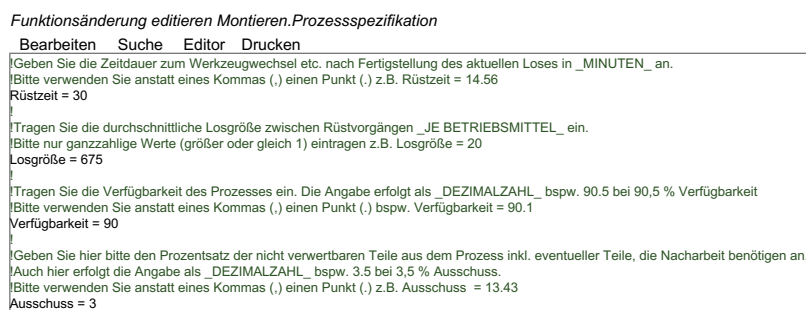 Funktionsänderung editieren Montieren.Prozessspezifikation
Bearbeiten Suche Editor Drucken
!Geben Sie die Zeitdauer zum Werkzeugwechsel etc. nach Fertigstellung des aktuellen Loses in _MINUTEN_ an.
!Bitte verwenden Sie anstatt eines Kommas (,) einen Punkt (.) z.B. Rüstzeit = 14.56
Rüstzeit = 30
!
!Tragen Sie die durchschnittliche Losgröße zwischen Rüstvorgängen _JE BETRIEBSMITTEL_ ein.
!Bitte nur ganzzahlige Werte (größer oder gleich 1) eintragen z.B. Losgröße = 20
Losgröße = 675
!
!Tragen Sie die Verfügbarkeit des Prozesses ein. Die Angabe erfolgt als _DEZIMALZAHL_ bspw. 90.5 bei 90,5 % Verfügbarkeit
!Bitte verwenden Sie anstatt eines Kommas (,) einen Punkt (.) bspw. Verfügbarkeit = 90.1
Verfügbarkeit = 90
!
!Geben Sie hier bitte den Prozentsatz der nicht verwertbaren Teile aus dem Prozess inkl. eventueller Teile, die Nacharbeit benötigen an.
!Auch hier erfolgt die Angabe als _DEZIMALZAHL_ bspw. 3.5 bei 3,5 % Ausschuss.
!Bitte verwenden Sie anstatt eines Kommas (,) einen Punkt (.) z.B. Ausschuss = 13.43
Ausschuss = 3